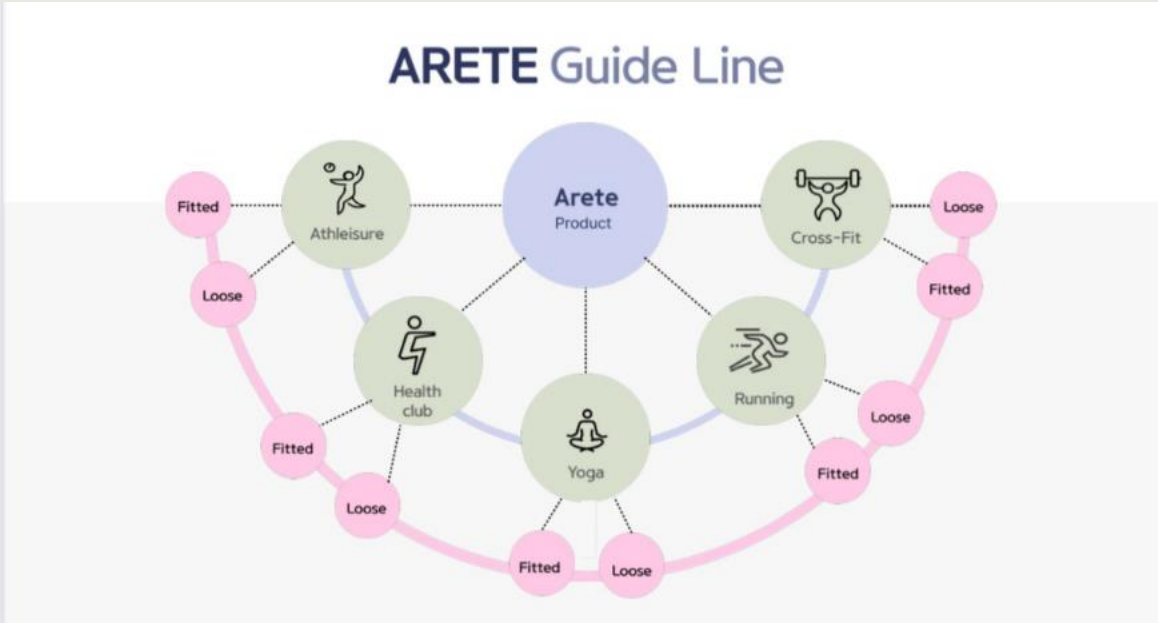 ARETE Guide Line
Arete
Product
Athleisure
Fitted
Loose
Health
club
Fitted
Loose
Yoga
Fitted
Loose
Running
Loose
Fitted
Cross-Fit
Loose
Fitted